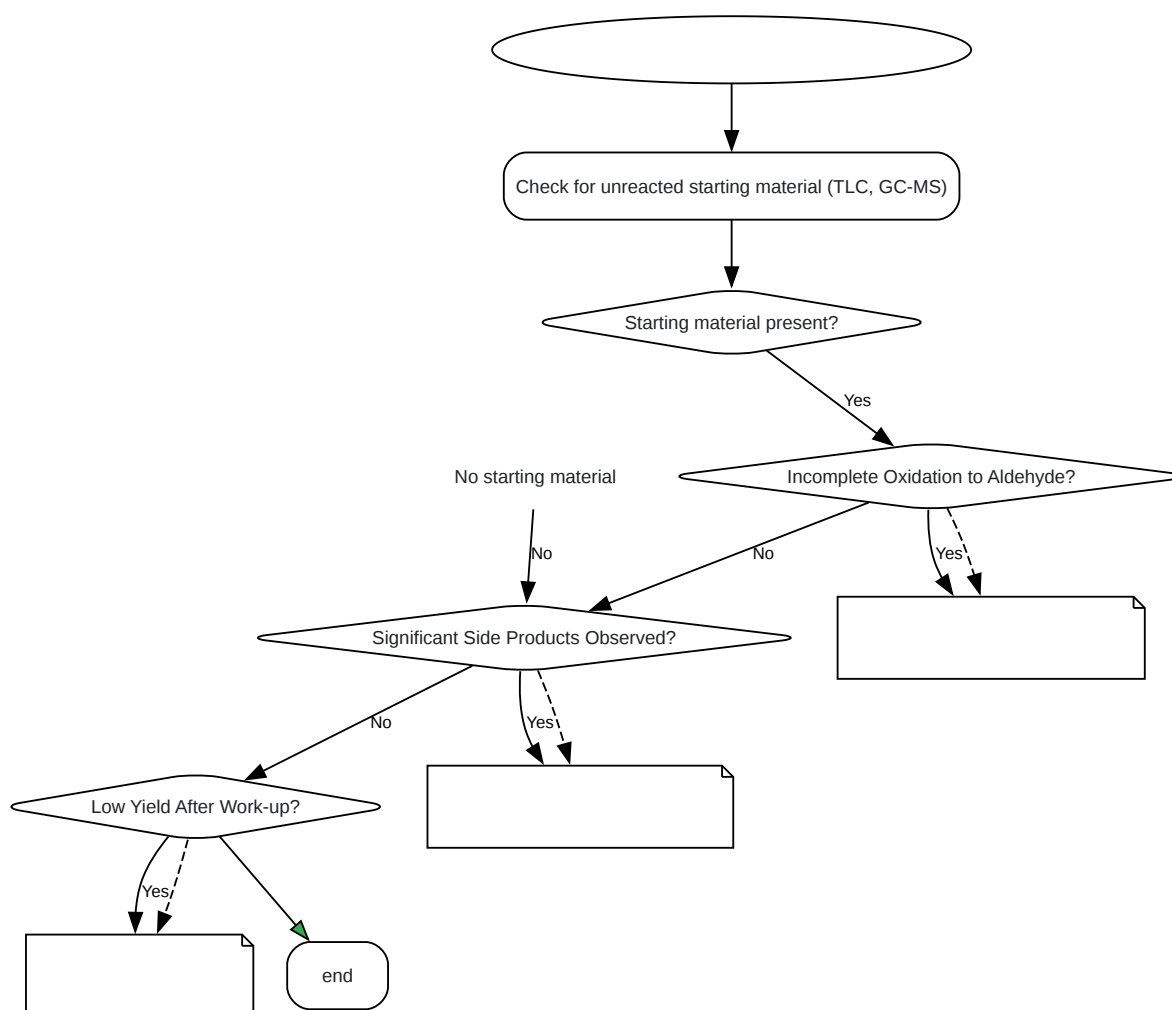 Check for unreacted starting material (TLC, GC-MS)
Starting material present?
Yes
No starting material
Incomplete Oxidation to Aldehyde?
No
No
Yes
Significant Side Products Observed?
No
Yes
Low Yield After Work-up?
Yes
end